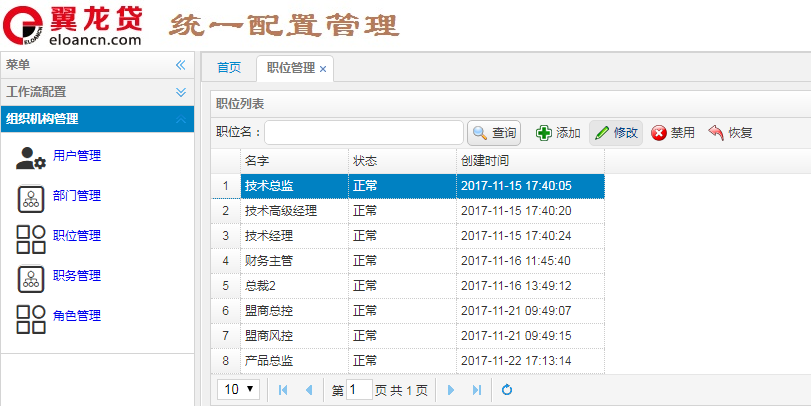 翼龙贷
eloancn.com
ELOANCN
统一配置管理
菜单
工作流配置
组织机构管理
用户管理
部门管理
职位管理
职务管理
角色管理
首页 职位管理 ×
职位列表
职位名： 查询 添加 修改 禁用 恢复
名字 状态 创建时间
1 技术总监 正常 2017-11-15 17:40:05
2 技术高级经理 正常 2017-11-15 17:40:20
3 技术经理 正常 2017-11-15 17:40:24
4 财务主管 正常 2017-11-16 11:45:40
5 总裁2 正常 2017-11-16 13:49:12
6 盟商总控 正常 2017-11-21 09:49:07
7 盟商风控 正常 2017-11-21 09:49:15
8 产品总监 正常 2017-11-22 17:13:14
10 第 1 页 共 1 页